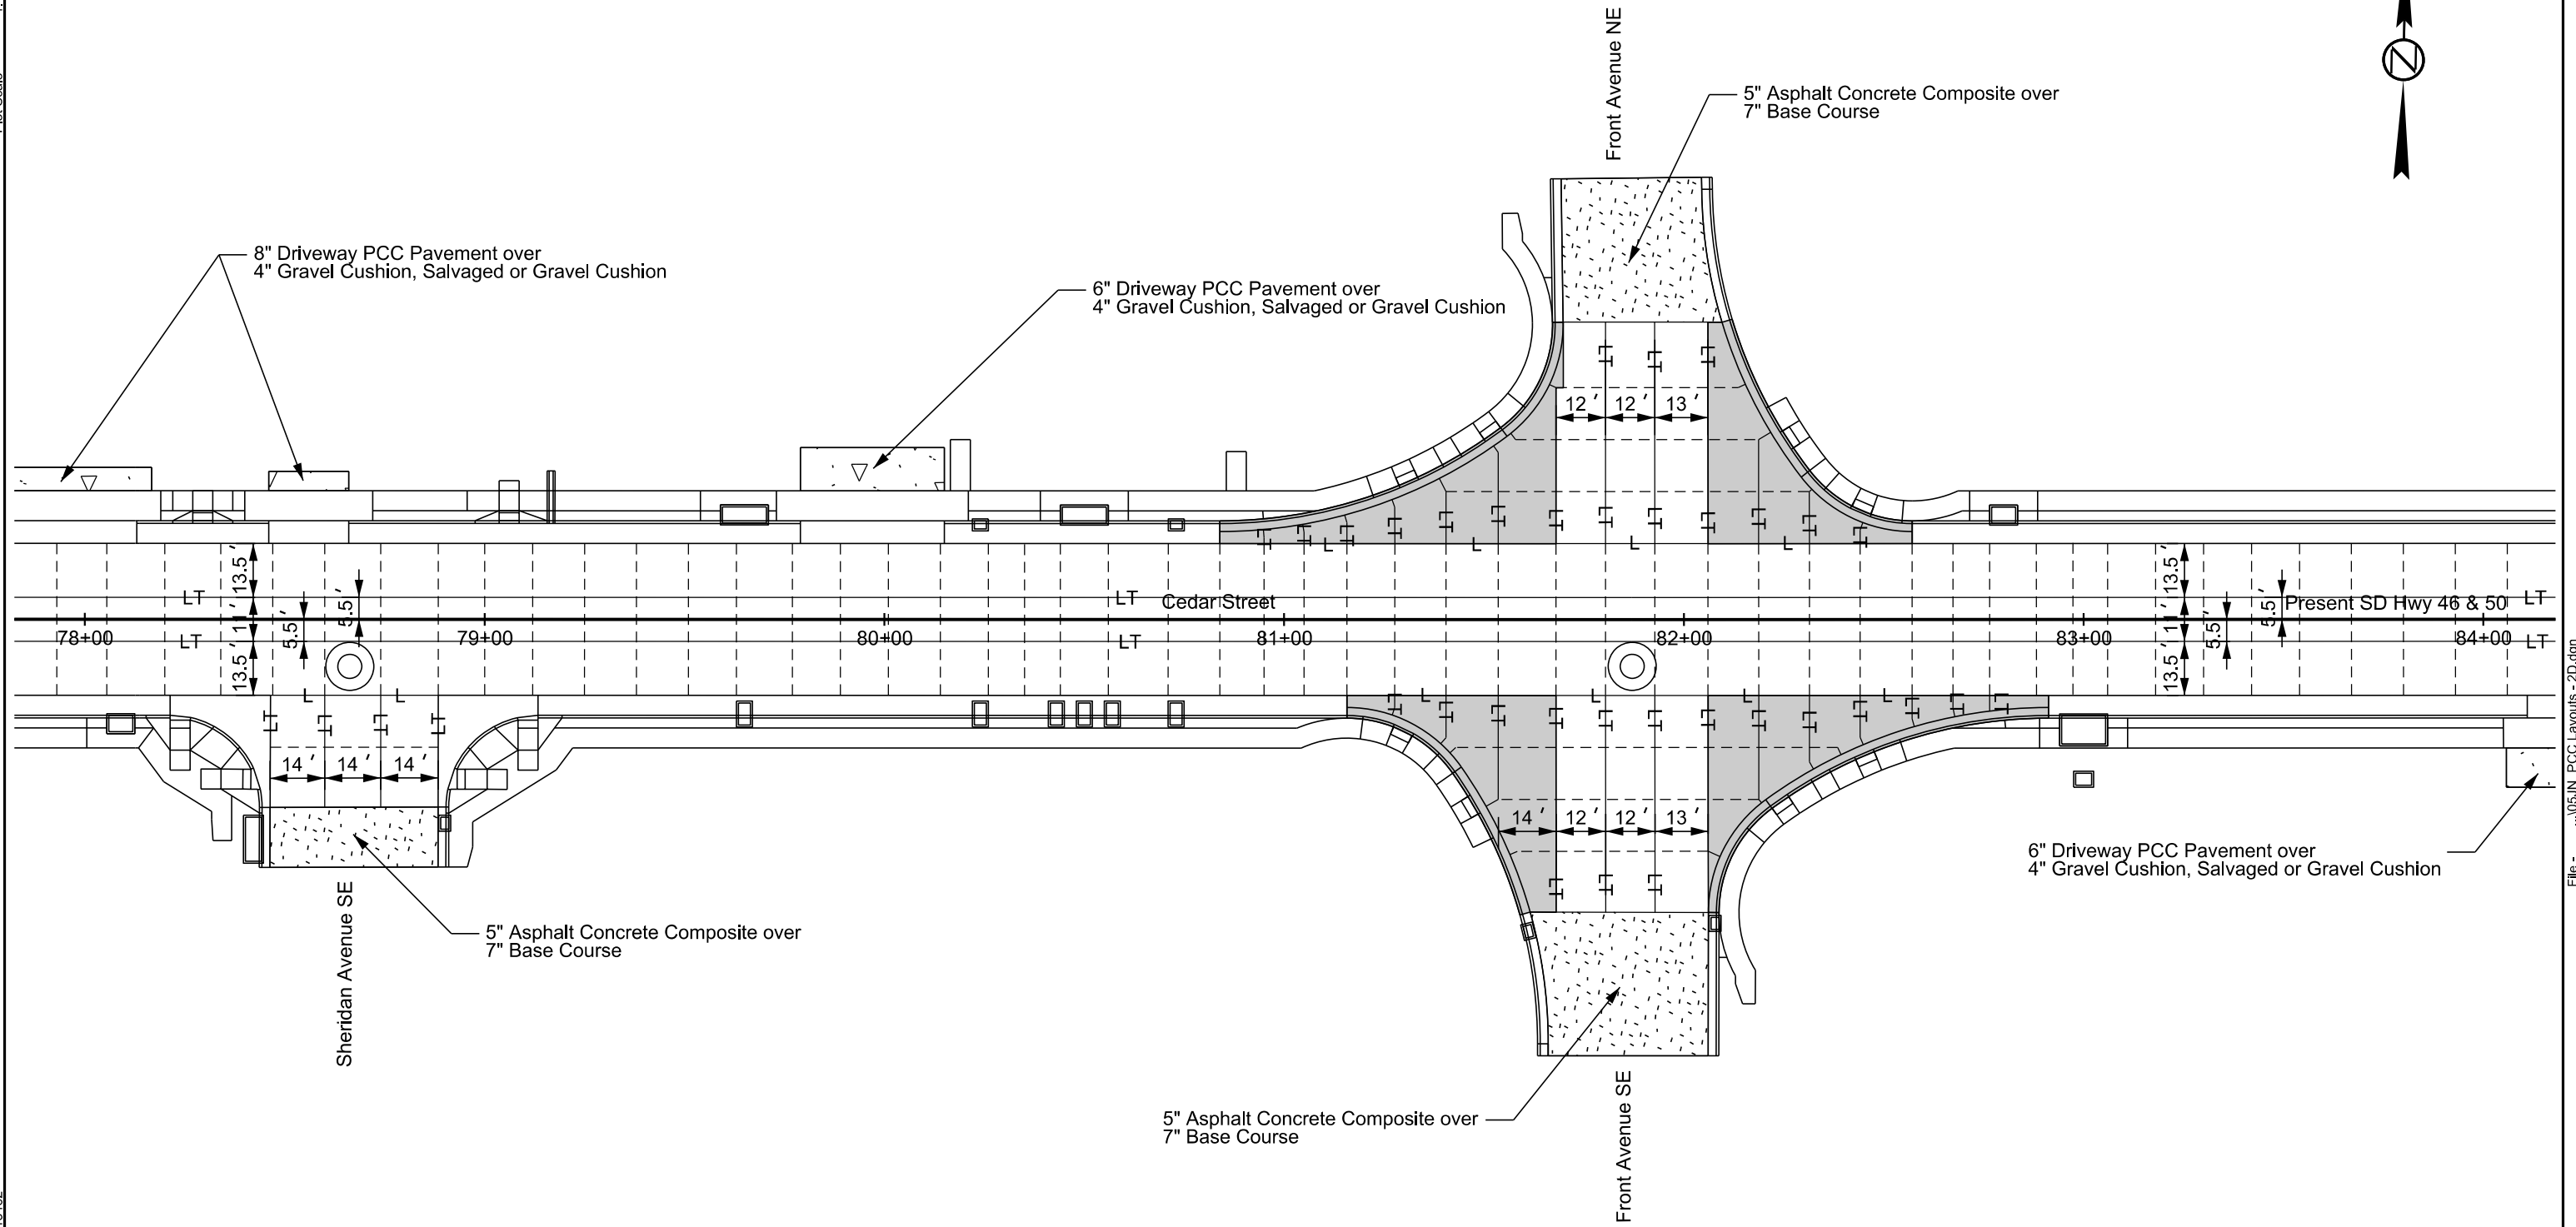 Front Avenue NE
N
5" Asphalt Concrete Composite over
7" Base Course
8" Driveway PCC Pavement over
4" Gravel Cushion, Salvaged or Gravel Cushion
6" Driveway PCC Pavement over
4" Gravel Cushion, Salvaged or Gravel Cushion
12 ' 12 ' 13 '
L L L L
13.5 ' 13.5 '
LT LT LT
Cedar Street
Present SD Hwy 46 & 50
11 ' 5.5 ' 5.5 ' 11 ' 5.5 ' 5.5 '
78+00 79+00 80+00 81+00 82+00 83+00 84+00
LT LT LT
13.5 ' 13.5 '
L L L L L L
14 ' 14 ' 14 '
14 ' 12 ' 12 ' 13 '
6" Driveway PCC Pavement over
4" Gravel Cushion, Salvaged or Gravel Cushion
Sheridan Avenue SE
5" Asphalt Concrete Composite over
7" Base Course
5" Asphalt Concrete Composite over
7" Base Course
Front Avenue SE
File - ...\05JN_PCC Layouts - 2D.dgn